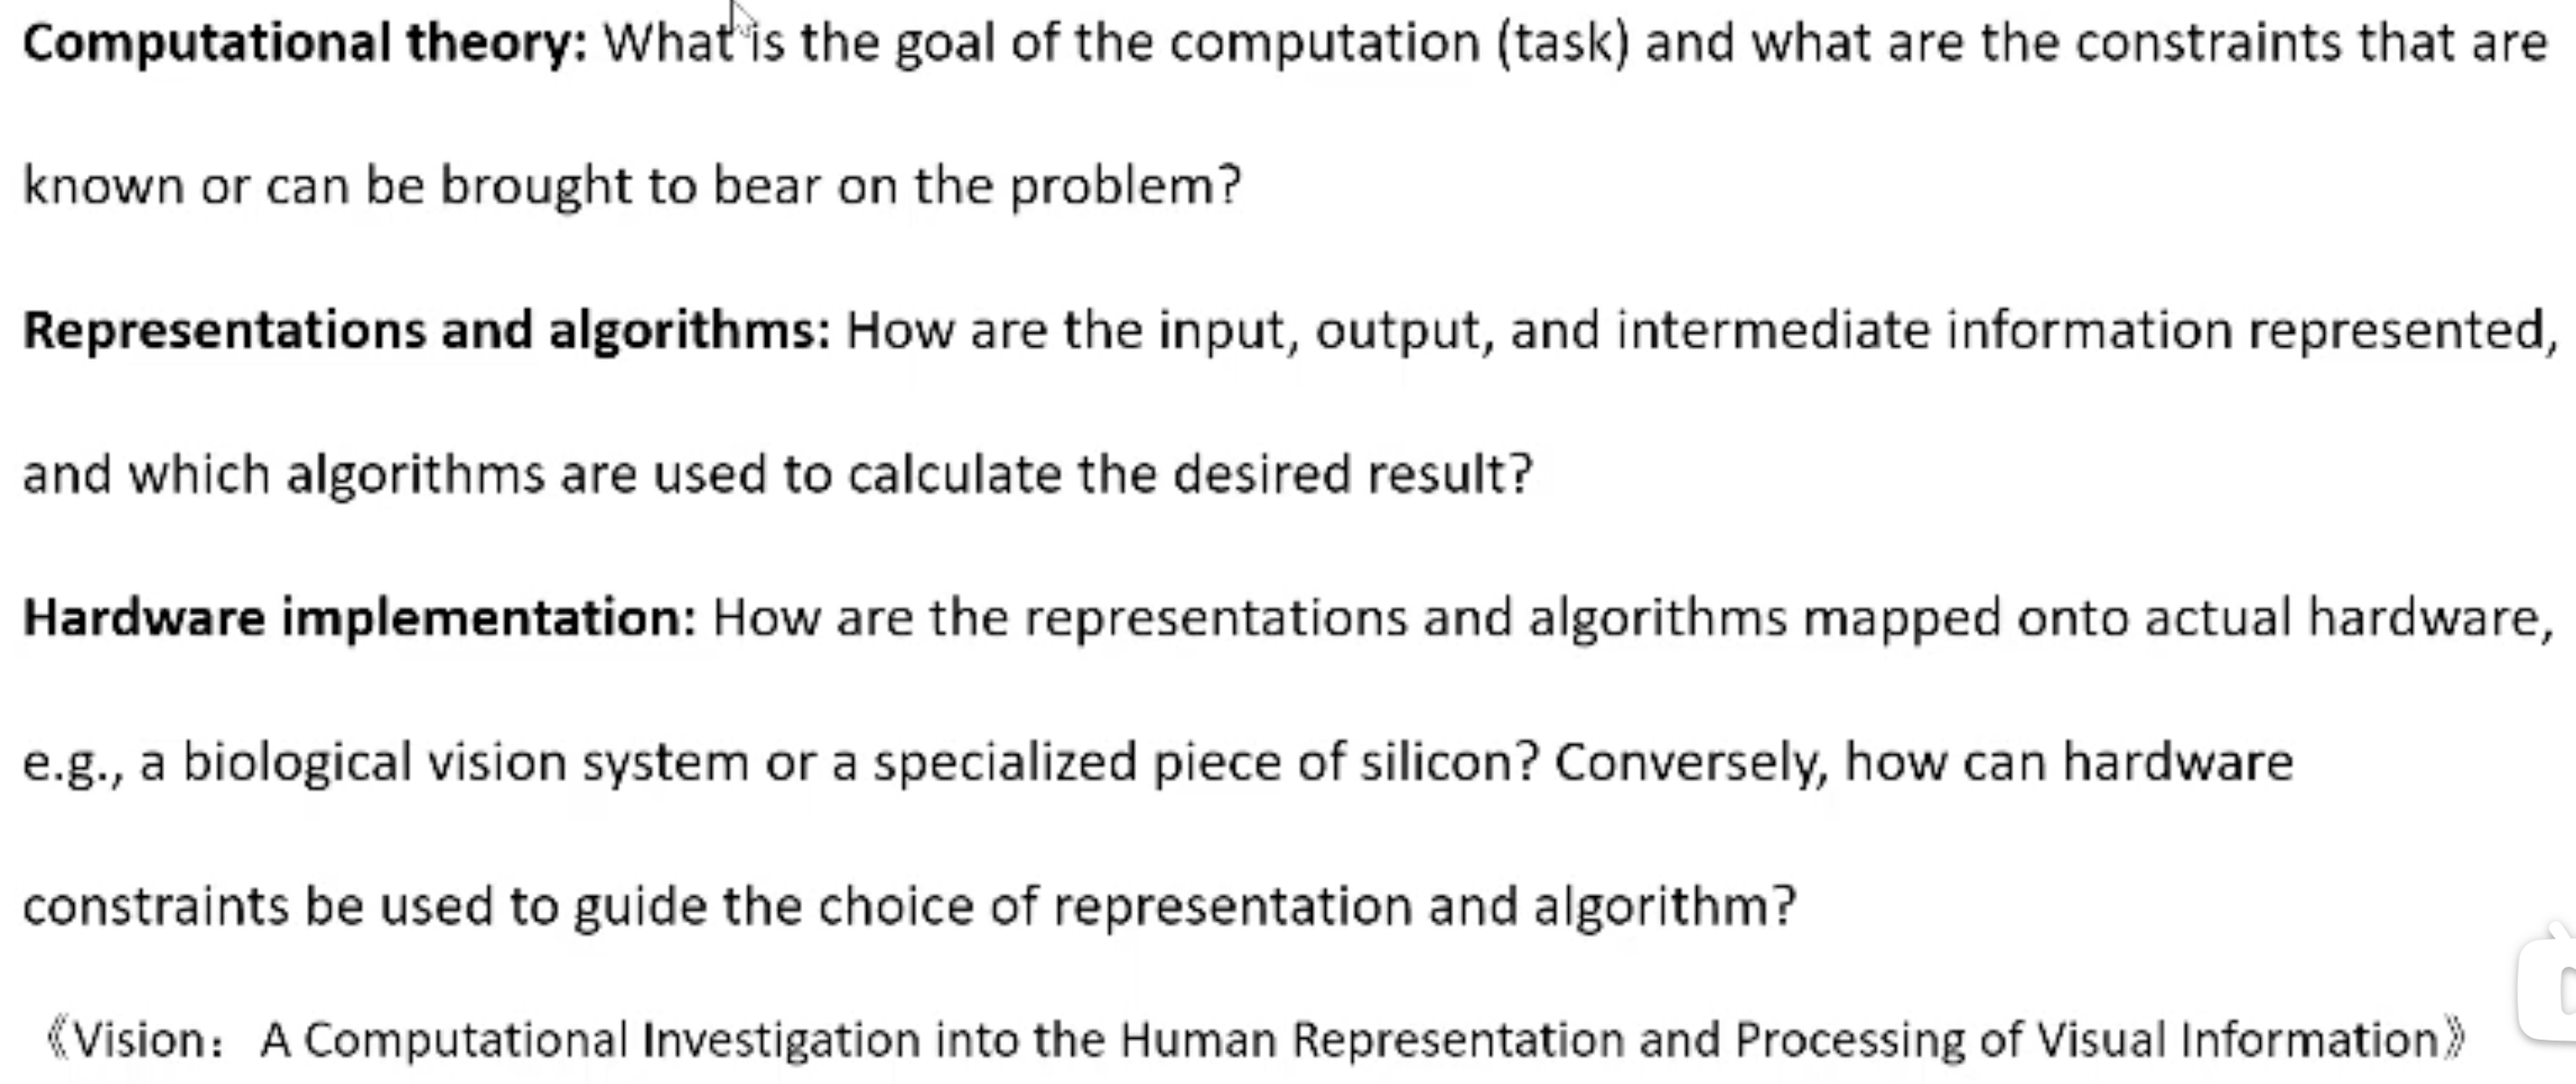 Computational theory: What is the goal of the computation (task) and what are the constraints that are
known or can be brought to bear on the problem?
Representations and algorithms: How are the input, output, and intermediate information represented,
and which algorithms are used to calculate the desired result?
Hardware implementation: How are the representations and algorithms mapped onto actual hardware,
e.g., a biological vision system or a specialized piece of silicon? Conversely, how can hardware
constraints be used to guide the choice of representation and algorithm?
《Vision： A Computational Investigation into the Human Representation and Processing of Visual Information》